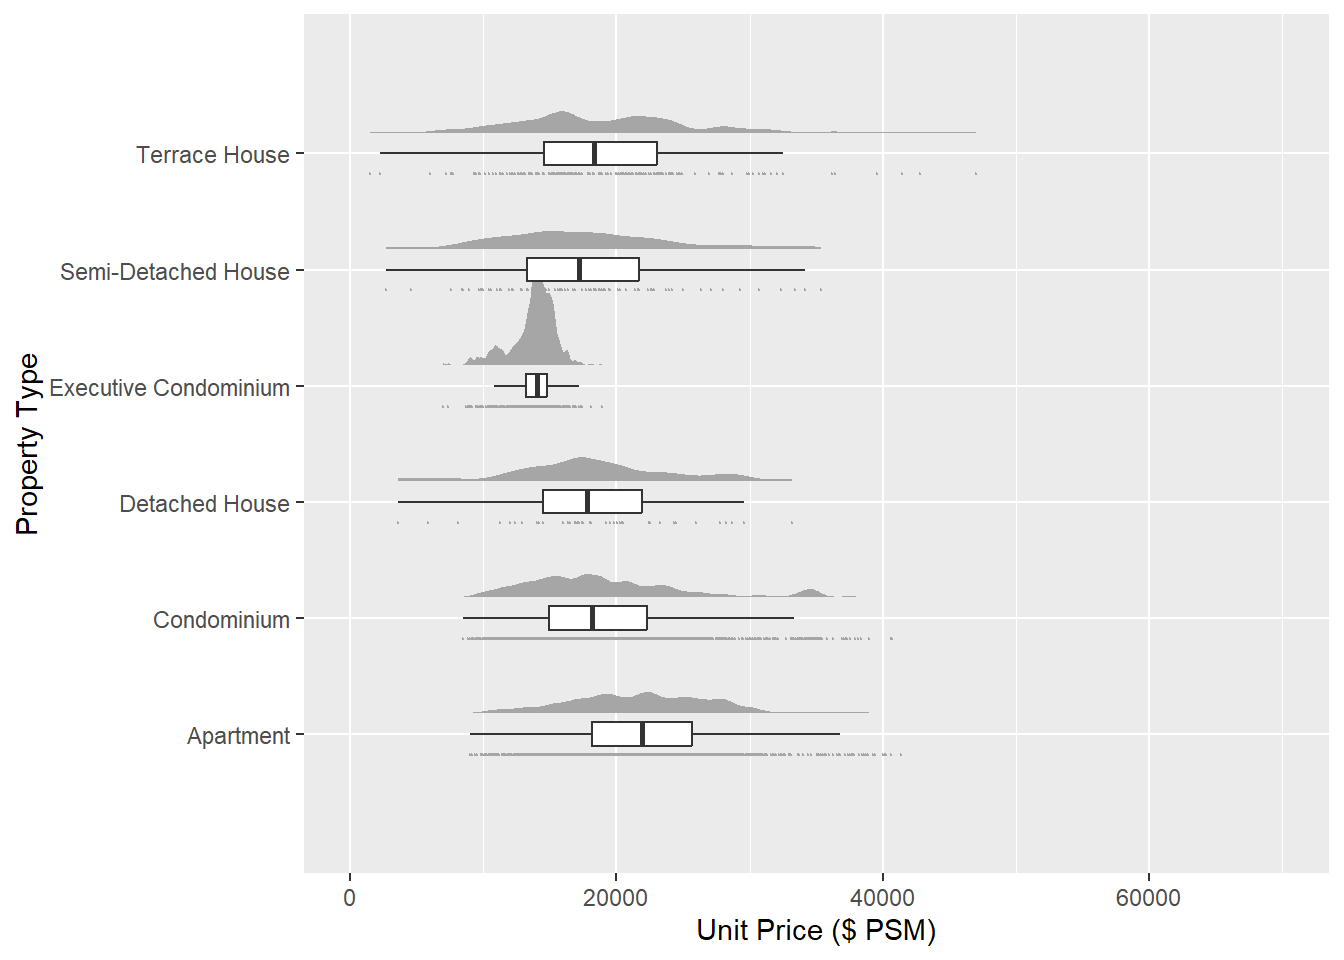 Terrace House
Semi-Detached House
Executive Condominium
Detached House
Condominium
Apartment
Property Type
0 20000 40000 60000
Unit Price ($ PSM)